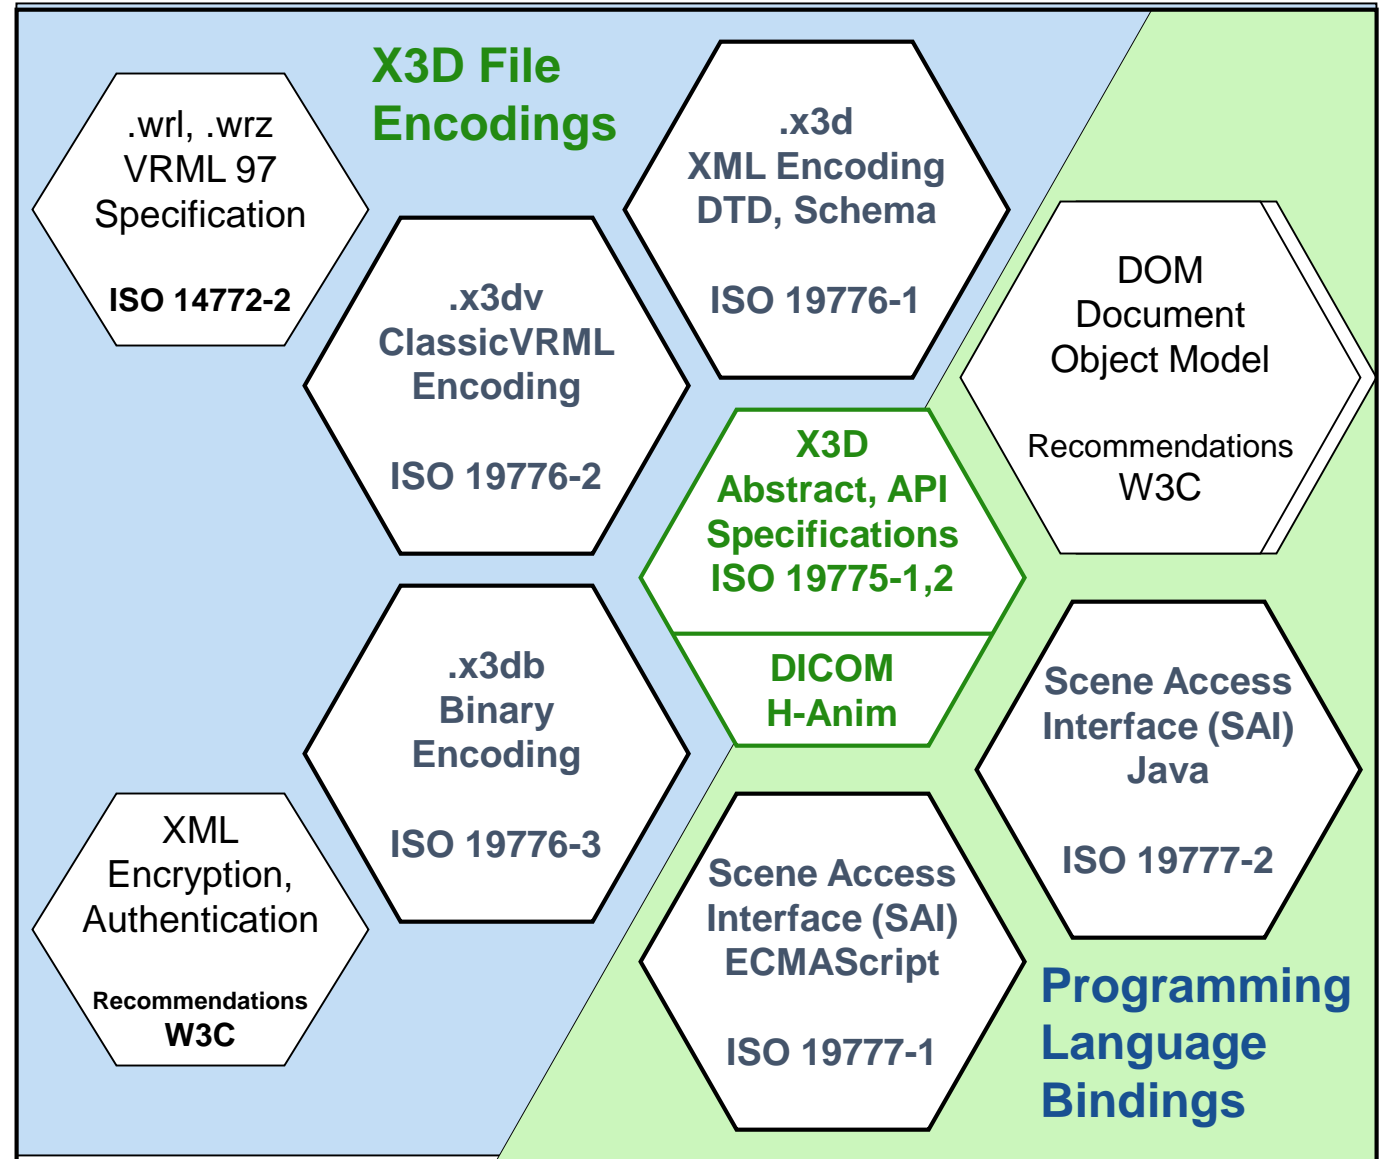 X3D File
Encodings
.wrl, .wrz
VRML 97
Specification
ISO 14772-2
.x3d
XML Encoding
DTD, Schema
ISO 19776-1
.x3dv
ClassicVRML
Encoding
ISO 19776-2
DOM
Document
Object Model
Recommendations
W3C
X3D
Abstract, API
Specifications
ISO 19775-1,2
DICOM
H-Anim
.x3db
Binary
Encoding
ISO 19776-3
Scene Access
Interface (SAI)
Java
ISO 19777-2
XML
Encryption,
Authentication
Recommendations
W3C
Scene Access
Interface (SAI)
ECMAScript
ISO 19777-1
Programming
Language
Bindings